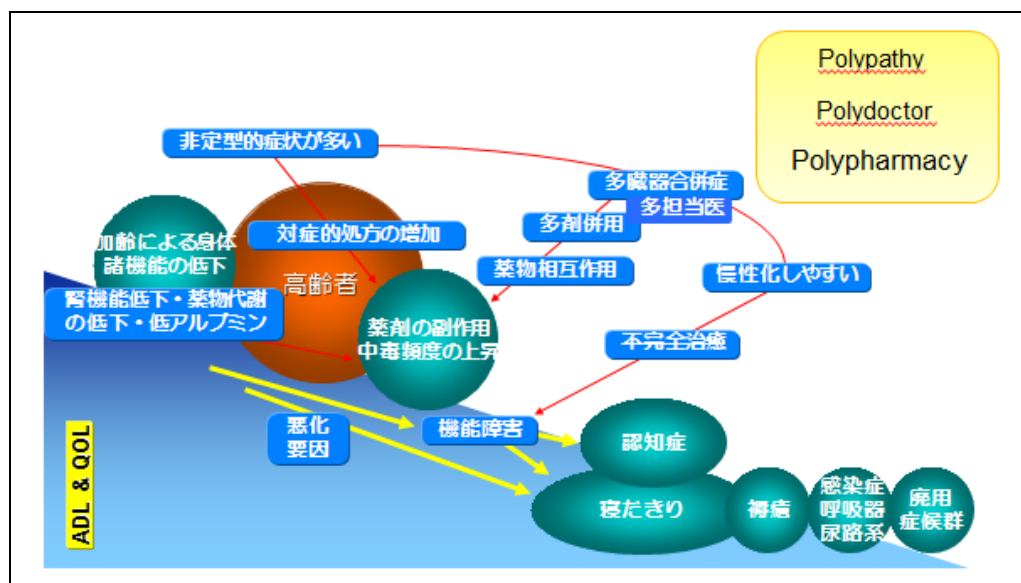 Polypathy
Polydoctor
Polypharmacy
非定型的症状が多い
多臓器合併症
多担当医
加齢による身体
諸機能の低下
対症的処方の増加
多剤併用
高齢者
薬物相互作用
慢性化しやすい
腎機能低下・薬物代謝
の低下・低アルブミン
薬剤の副作用
中毒頻度の上昇
不完全治癒
悪化
要因
機能障害
認知症
ADL & QOL
寝たきり
褥瘡
感染症
呼吸器
尿路系
廃用
症候群